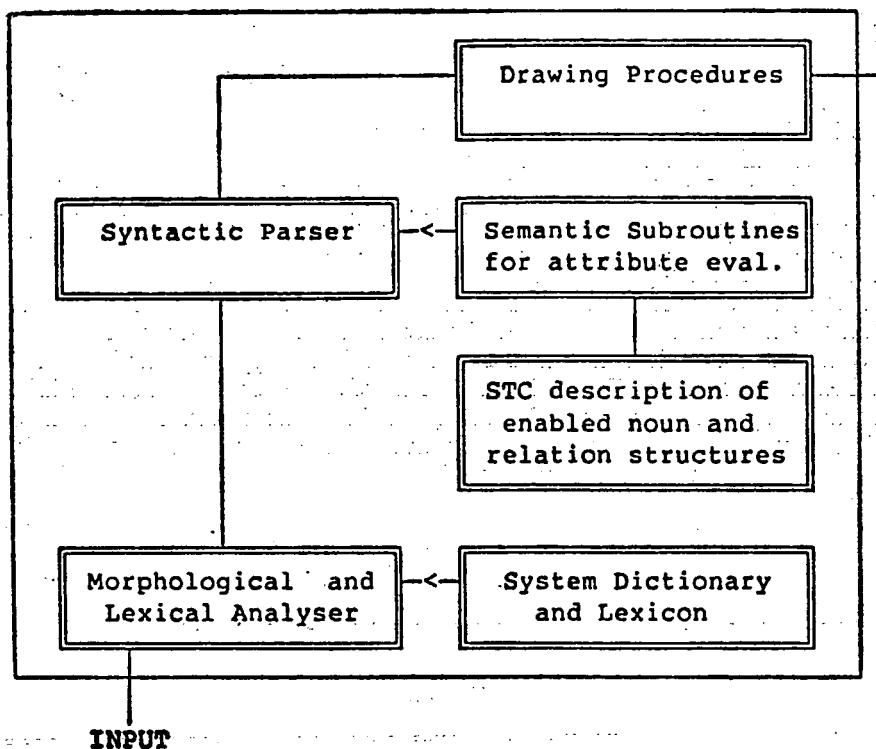 Drawing Procedures
Syntactic Parser
Semantic Subroutines
for attribute eval.
STC description of
enabled noun and
relation structures
Morphological and
Lexical Analyser
System Dictionary
and Lexicon
INPUT